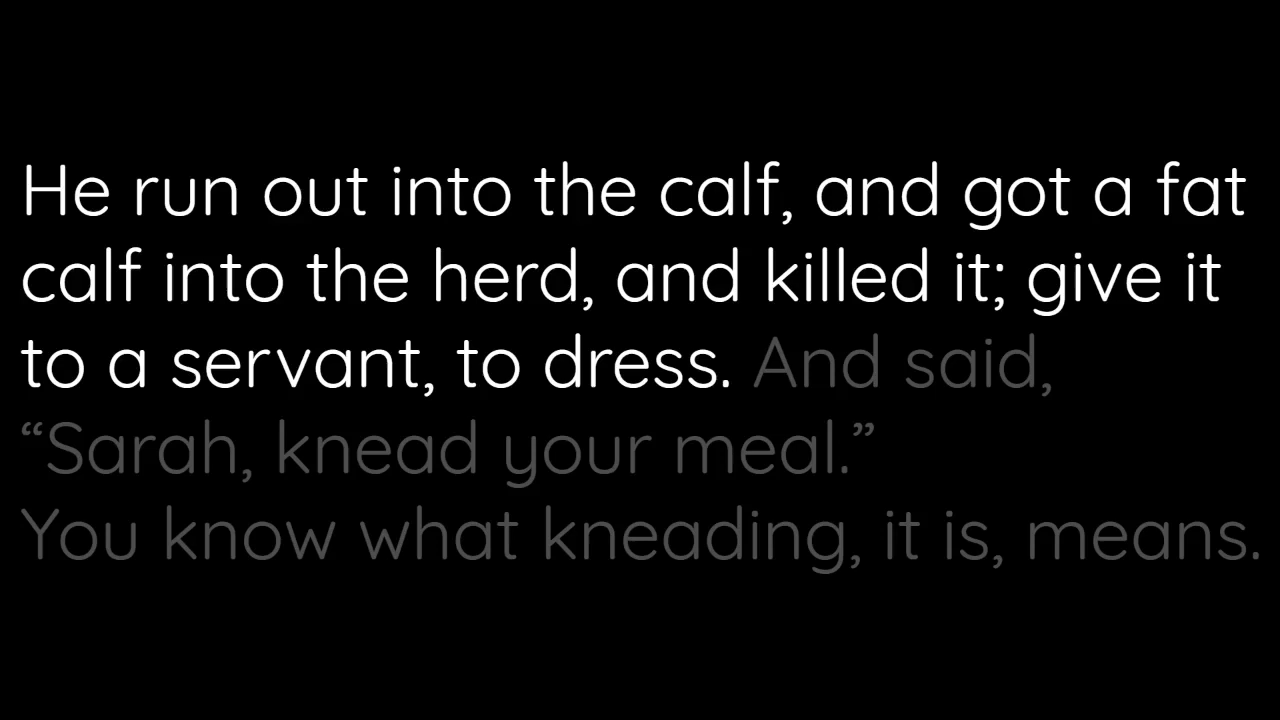 He run out into the calf, and got a fat
calf into the herd, and killed it; give it
to a servant, to dress. And said,
“Sarah, knead your meal.”
You know what kneading, it is, means.